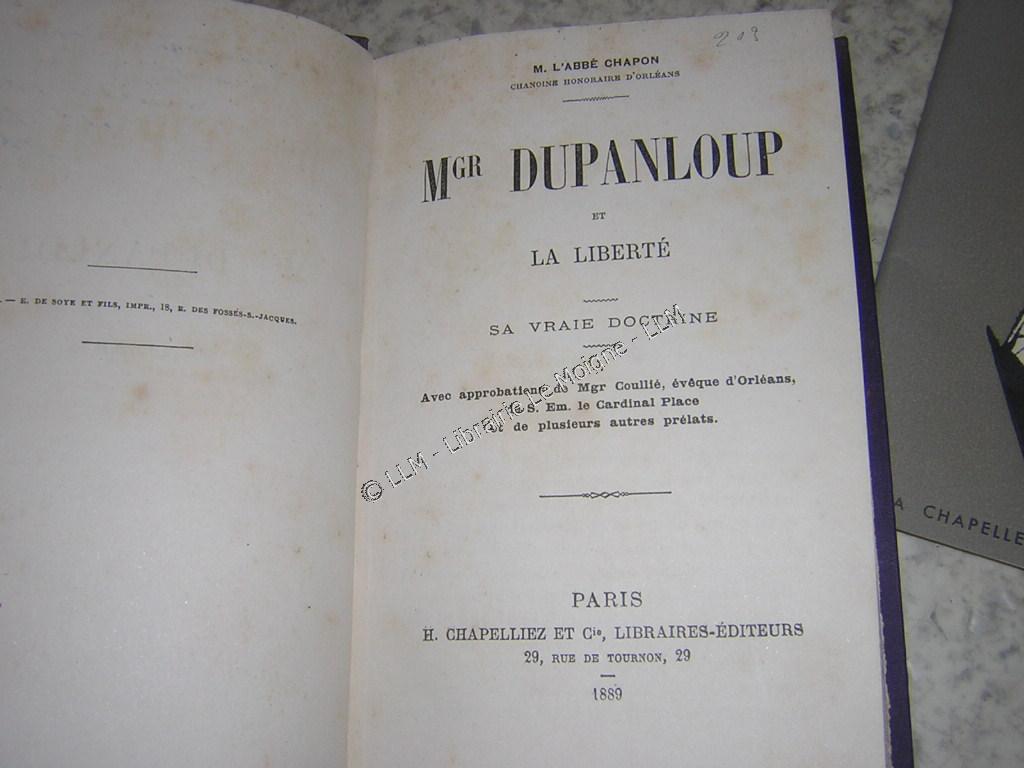 — E. DE SOYE ET FILS, IMPR., 18, R. DES FOSSÉS-S.-JACQUES.
209
M. L'ABBÉ CHAPON
CHANOINE HONORAIRE D'ORLÉANS
MGR DUPANLOUP
ET
LA LIBERTÉ
SA VRAIE DOCTRINE
Avec approbations de Mgr Coullié, évêque d'Orléans,
de S. Em. le Cardinal Place
et de plusieurs autres prélats.
© LLM - Librairie Le Moigne - LLM
PARIS
H. CHAPELLIEZ ET Cie, LIBRAIRES-ÉDITEURS
29, RUE DE TOURNON, 29
1889
A CHAPELLE